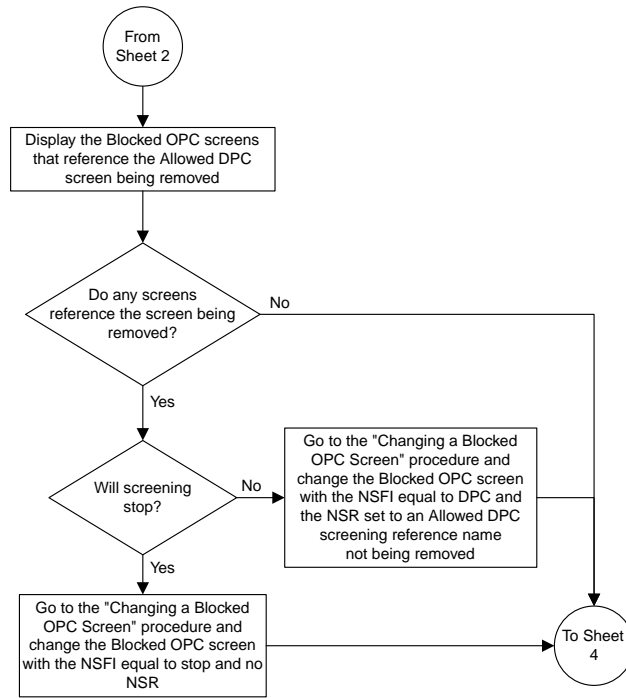 From
Sheet 2
Display the Blocked OPC screens
that reference the Allowed DPC
screen being removed
Do any screens
reference the screen being
removed?
No
Yes
Will screening
stop?
No
Go to the "Changing a Blocked
OPC Screen" procedure and
change the Blocked OPC screen
with the NSFI equal to DPC and
the NSR set to an Allowed DPC
screening reference name
not being removed
Yes
Go to the "Changing a Blocked
OPC Screen" procedure and
change the Blocked OPC screen
with the NSFI equal to stop and no
NSR
To Sheet
4